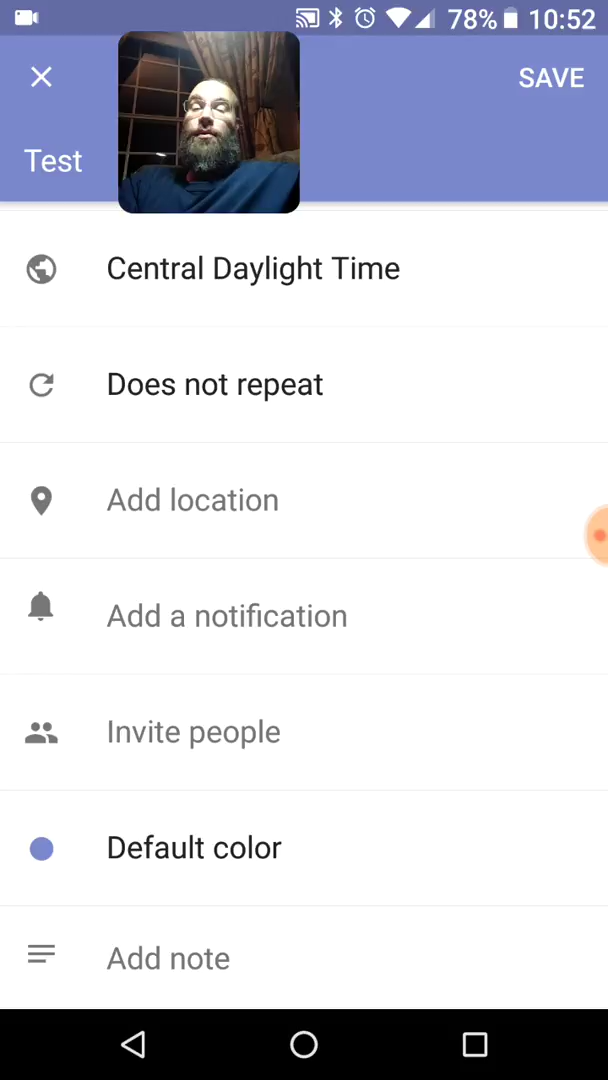 78% 10:52
SAVE
Test
Central Daylight Time
Does not repeat
Add location
Add a notification
Invite people
Default color
Add note